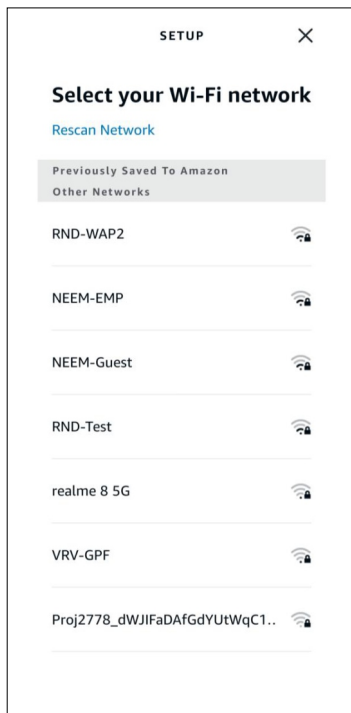 SETUP
Select your Wi-Fi network
Rescan Network
Previously Saved To Amazon
Other Networks
RND-WAP2
NEEM-EMP
NEEM-Guest
RND-Test
realme 8 5G
VRV-GPF
Proj2778_dWJIFaDAfGdYUtWqC1..